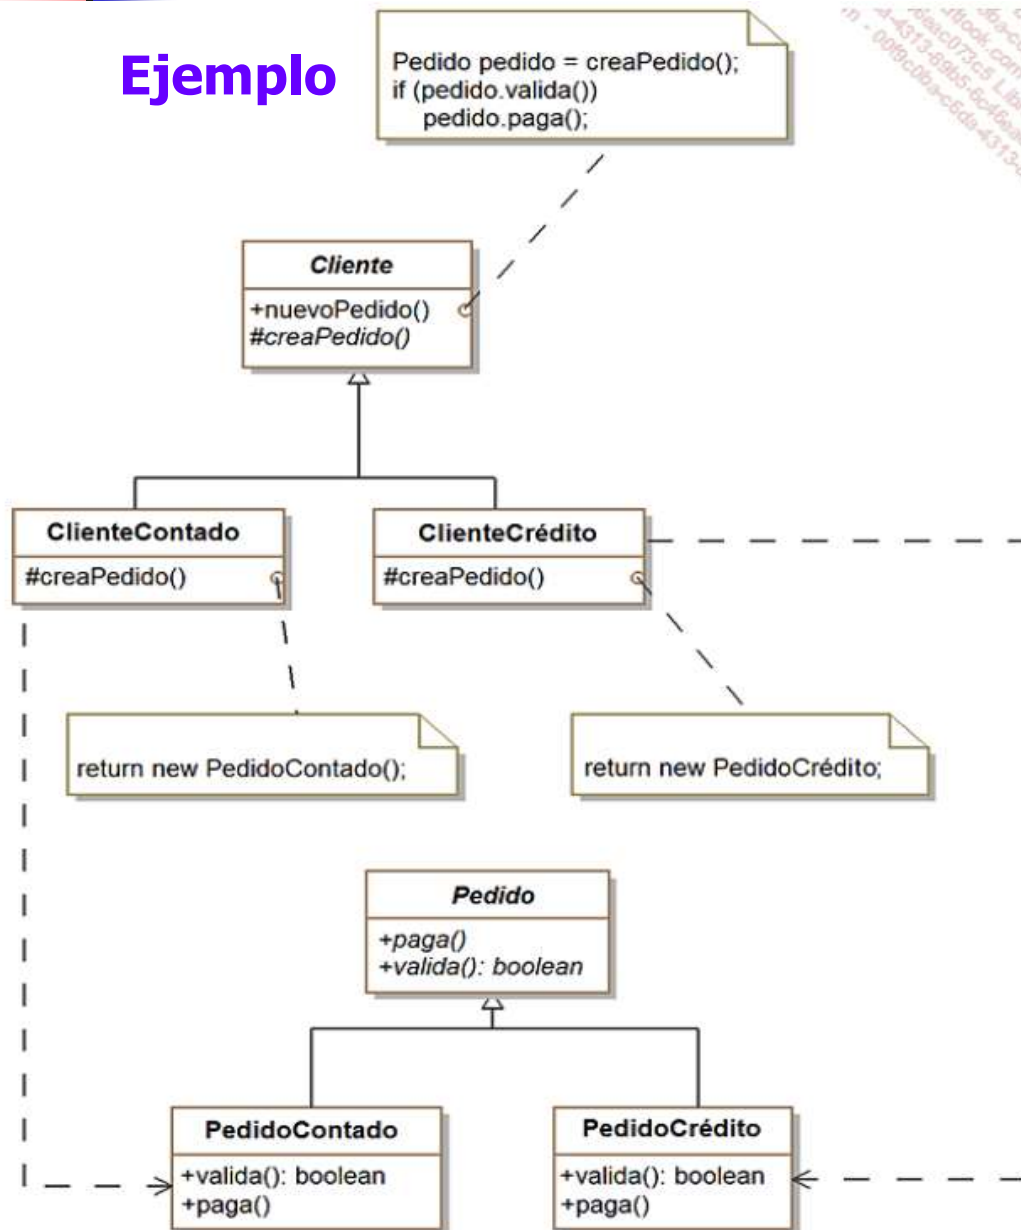 Ejemplo
Pedido pedido = creaPedido();
if (pedido.valida())
pedido.paga();
Cliente
+nuevoPedido()
#creaPedido()
ClienteContado
#creaPedido()
ClienteCrédito
#creaPedido()
return new PedidoContado();
return new PedidoCrédito;
Pedido
+paga()
+valida(): boolean
PedidoContado
+valida(): boolean
+paga()
PedidoCrédito
+valida(): boolean
+paga()